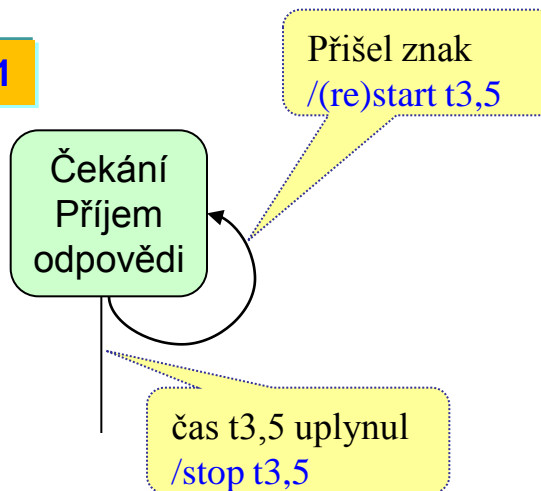 1
Přišel znak
/(re)start t3,5
Čekání
Příjem
odpovědi
čas t3,5 uplynul
/stop t3,5